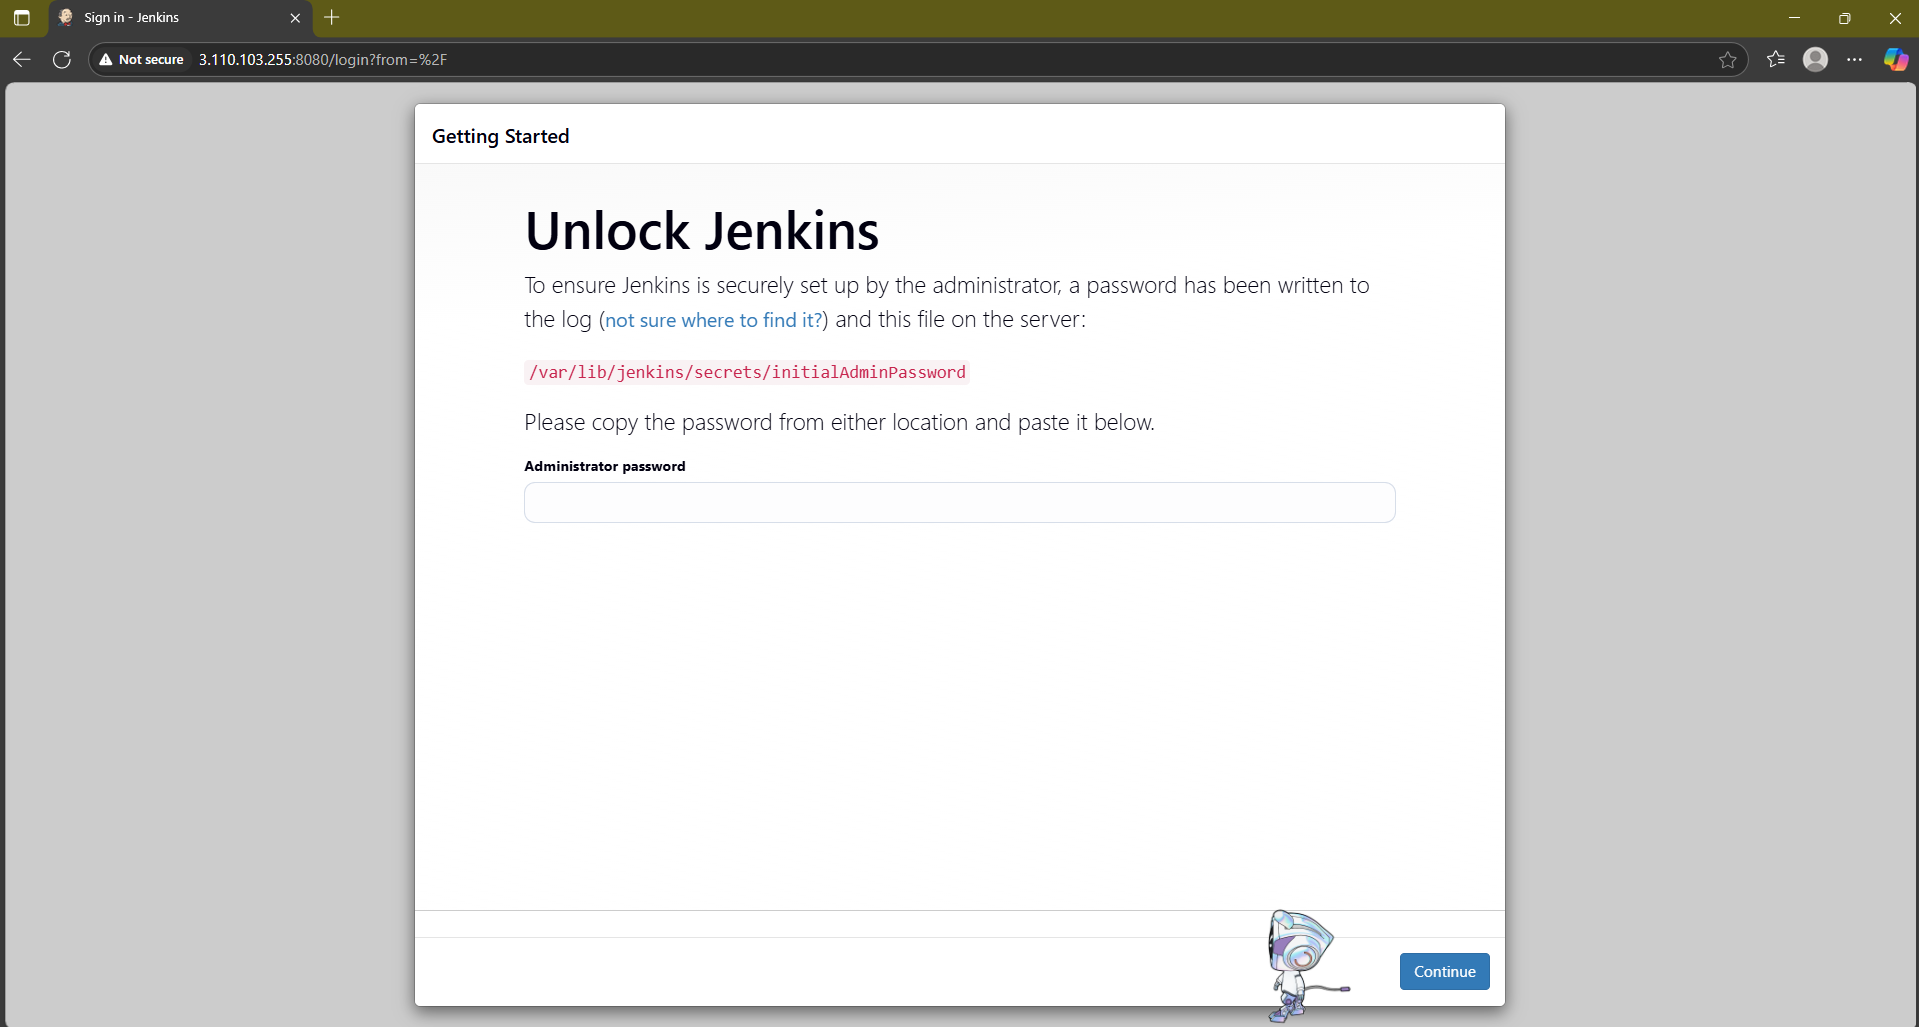 Sign in - Jenkins
Not secure
3.110.103.255:8080/login?from=%2F
Getting Started
Unlock Jenkins
To ensure Jenkins is securely set up by the administrator, a password has been written to
the log (not sure where to find it?) and this file on the server:
/var/lib/jenkins/secrets/initialAdminPassword
Please copy the password from either location and paste it below.
Administrator password
Continue